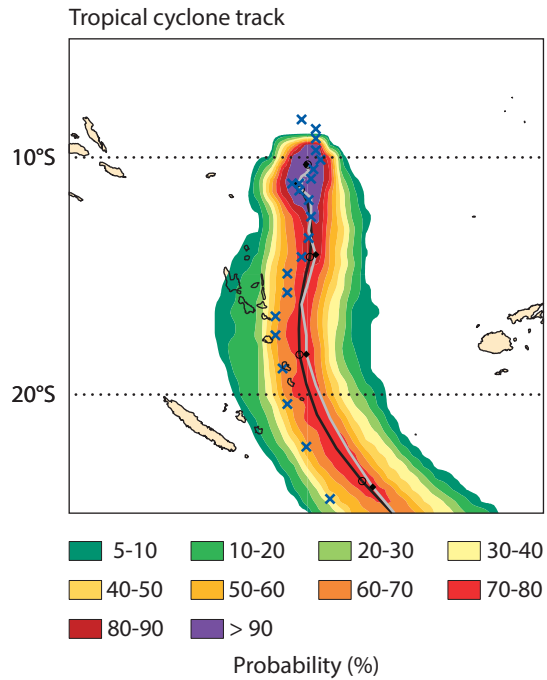 Tropical cyclone track
10°S
20°S
5-10 10-20 20-30 30-40
40-50 50-60 60-70 70-80
80-90 > 90
Probability (%)